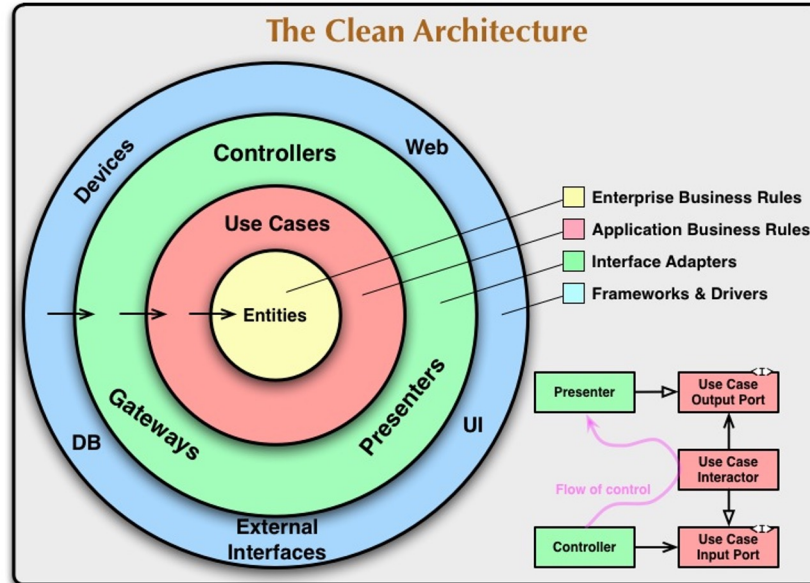 The Clean Architecture
Devices
Web
Controllers
Use Cases
Entities
Gateways
Presenters
DB
UI
External
Interfaces
Enterprise Business Rules
Application Business Rules
Interface Adapters
Frameworks & Drivers
Presenter
<I>
Use Case
Output Port
Use Case
Interactor
Flow of control
Controller
<I>
Use Case
Input Port